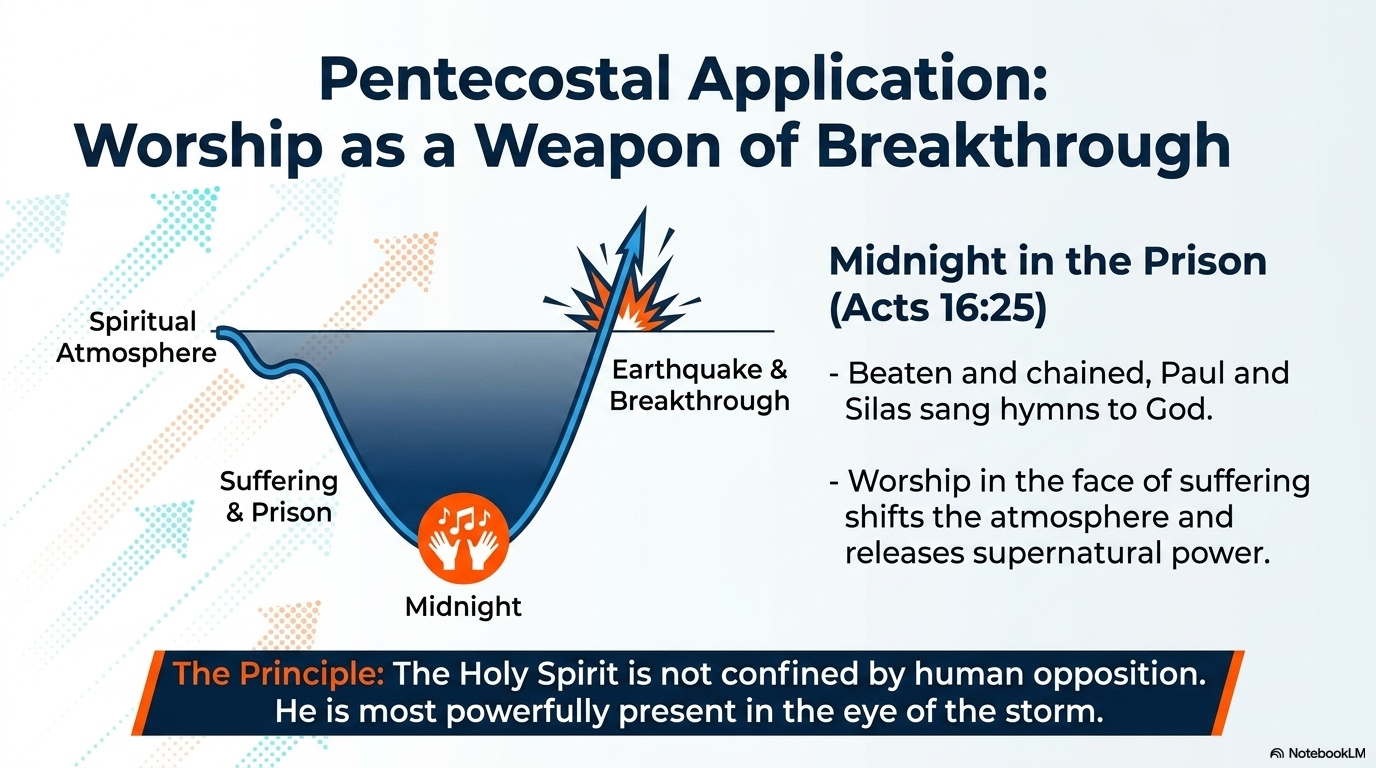 Pentecostal Application:
Worship as a Weapon of Breakthrough
Spiritual
Atmosphere
Suffering
& Prison
Midnight
Earthquake &
Breakthrough
Midnight in the Prison
(Acts 16:25)
- Beaten and chained, Paul and
Silas sang hymns to God.
- Worship in the face of suffering
shifts the atmosphere and
releases supernatural power.
The Principle: The Holy Spirit is not confined by human opposition.
He is most powerfully present in the eye of the storm.
NotebookLM